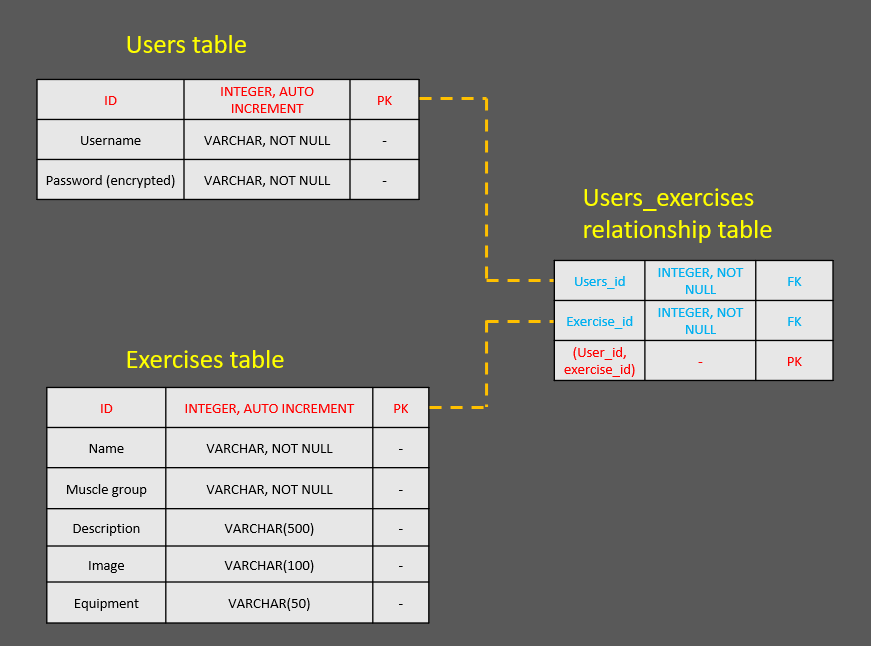 Users table
ID
INTEGER, AUTO
INCREMENT
PK
Username
VARCHAR, NOT NULL
-
Password (encrypted)
VARCHAR, NOT NULL
-
Users_exercises
relationship table
Users_id
INTEGER, NOT
NULL
FK
Exercise_id
INTEGER, NOT
NULL
FK
(User_id,
exercise_id)
-
PK
Exercises table
ID
INTEGER, AUTO INCREMENT
PK
Name
VARCHAR, NOT NULL
-
Muscle group
VARCHAR, NOT NULL
-
Description
VARCHAR(500)
-
Image
VARCHAR(100)
-
Equipment
VARCHAR(50)
-